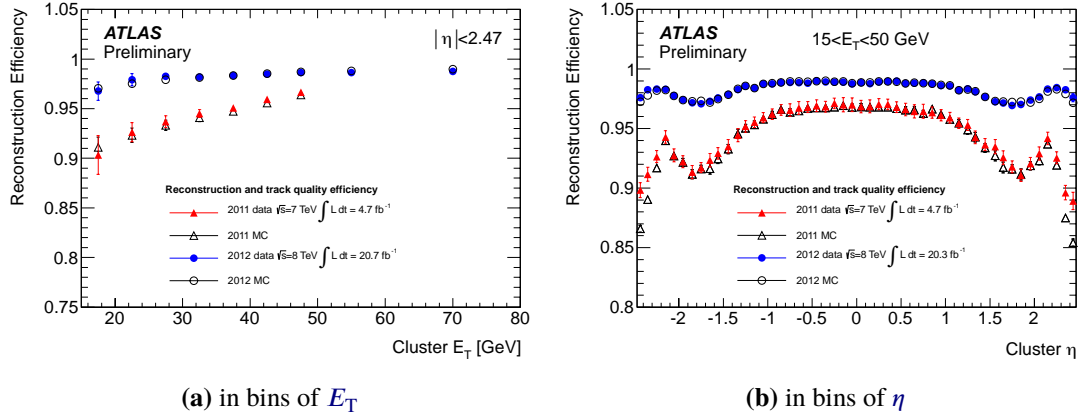 Reconstruction Efficiency
ATLAS
Preliminary
|η|<2.47
1.1
1.05
1
0.95
0.9
0.85
0.8
0.75
Reconstruction and track quality efficiency
2011 data √s=7 TeV ∫ L dt = 4.7 fb⁻¹
2011 MC
2012 data √s=8 TeV ∫ L dt = 20.7 fb⁻¹
2012 MC
20 30 40 50 60 70 80
Cluster E_T [GeV]
(a) in bins of E_T
Reconstruction Efficiency
ATLAS
Preliminary
15<E_T<50 GeV
1.05
1
0.95
0.9
0.85
0.8
Reconstruction and track quality efficiency
2011 data √s=7 TeV ∫ L dt = 4.7 fb⁻¹
2011 MC
2012 data √s=8 TeV ∫ L dt = 20.3 fb⁻¹
2012 MC
-2 -1.5 -1 -0.5 0 0.5 1 1.5 2
Cluster η
(b) in bins of η